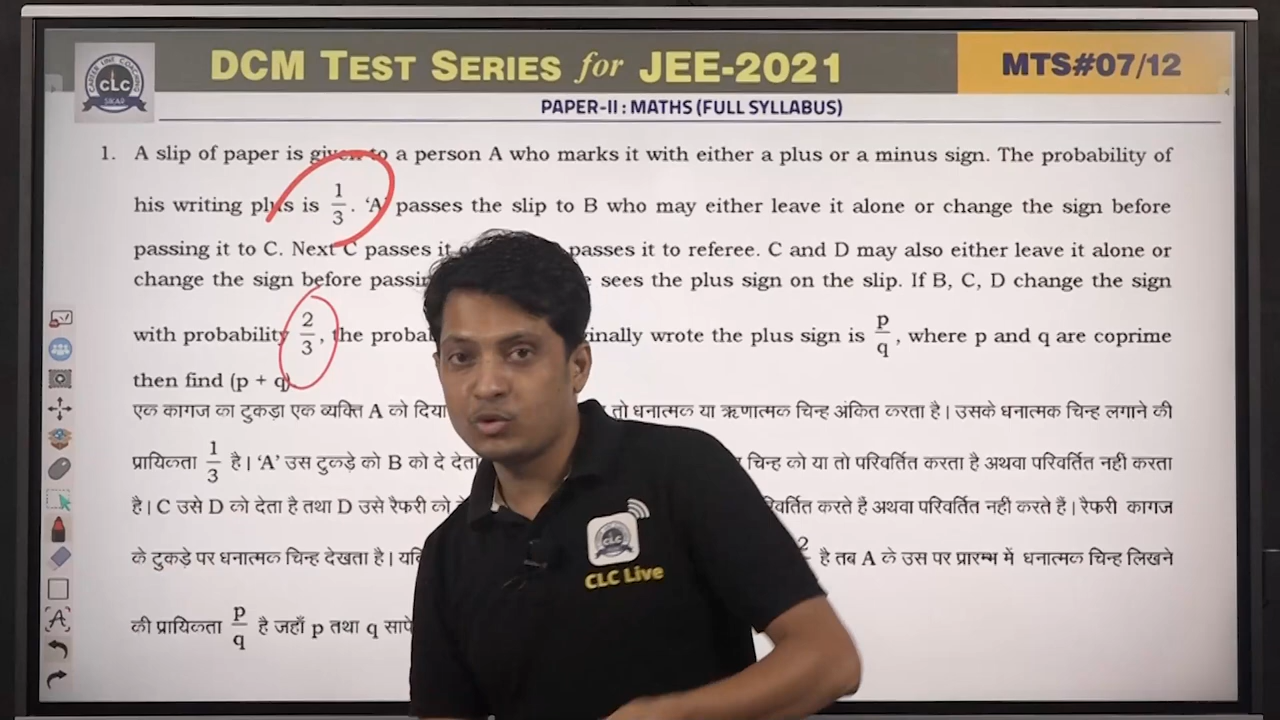 DCM TEST SERIES for JEE-2021
MTS#07/12
CAREER LINE COACHING
CLC
SIKAR
PAPER-II : MATHS (FULL SYLLABUS)
1. A slip of paper is given to a person A who marks it with either a plus or a minus sign. The probability of
his writing plus is 1/3. 'A' passes the slip to B who may either leave it alone or change the sign before
passing it to C. Next C passes it passes it to referee. C and D may also either leave it alone or
change the sign before sees the plus sign on the slip. If B, C, D change the sign
with probability 2/3, the wrote the plus sign is p/q, where p and q are coprime
then find (p + q)
एक कागज का टुकड़ा एक व्यक्ति A को तो धनात्मक या ऋणात्मक चिन्ह अंकित करता है। उसके धनात्मक चिन्ह लगाने की
प्रायिकता 1/3 है। 'A' उस टुकड़े को B को दे चिन्ह को या तो परिवर्तित करता है अथवा परिवर्तित नहीं करता
है। C उसे D को देता है तथा D उसे रैफरी को करते है अथवा परिवर्तित नही करते हैं। रैफरी कागज
के टुकड़े पर धनात्मक चिन्ह देखता है। है तब A के उस पर प्रारम्भ में धनात्मक चिन्ह लिखने
की प्रायिकता p/q है जहाँ p तथा q
CLC
CLC Live